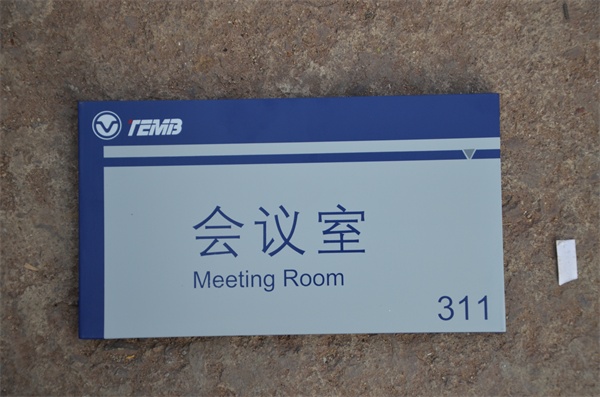 TEMB
会议室
Meeting Room
311